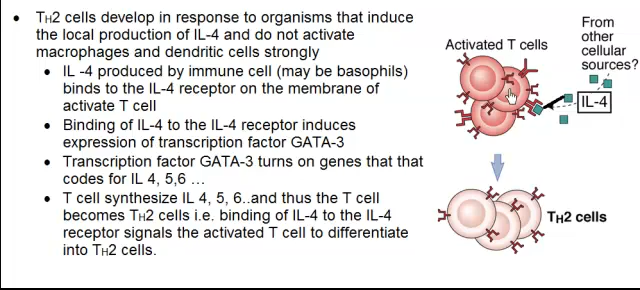 • TH2 cells develop in response to organisms that induce
the local production of IL-4 and do not activate
macrophages and dendritic cells strongly
• IL -4 produced by immune cell (may be basophils)
binds to the IL-4 receptor on the membrane of
activate T cell
• Binding of IL-4 to the IL-4 receptor induces
expression of transcription factor GATA-3
• Transcription factor GATA-3 turns on genes that that
codes for IL 4, 5,6 ...
• T cell synthesize IL 4, 5, 6..and thus the T cell
becomes TH2 cells i.e. binding of IL-4 to the IL-4
receptor signals the activated T cell to differentiate
into TH2 cells.
Activated T cells
From
other
cellular
sources?
IL-4
TH2 cells